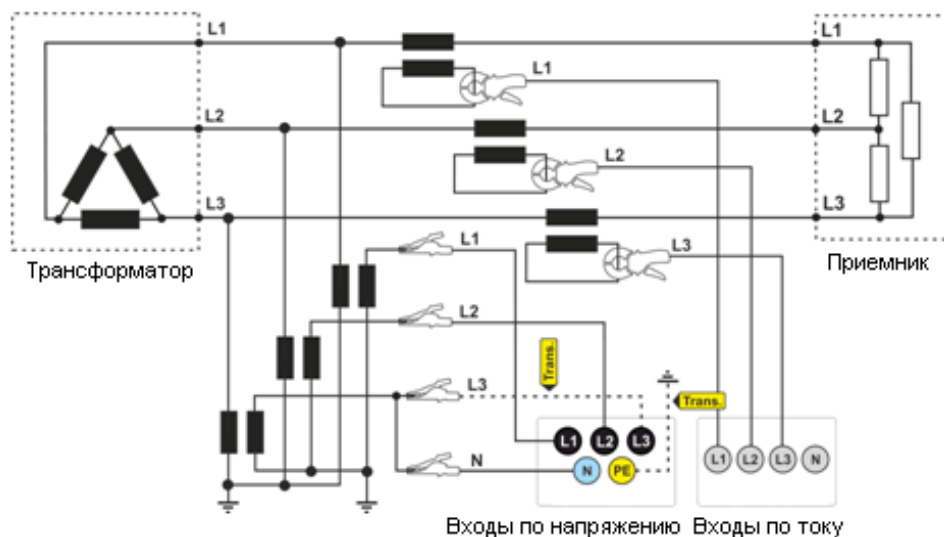 L1
L1
L1
L2
L2
L2
L3
L3
L3
Трансформатор
Приемник
L1
L2
L3
N
Trans.
Trans.
L1
L2
L3
N
PE
L1
L2
L3
N
Входы по напряжению
Входы по току